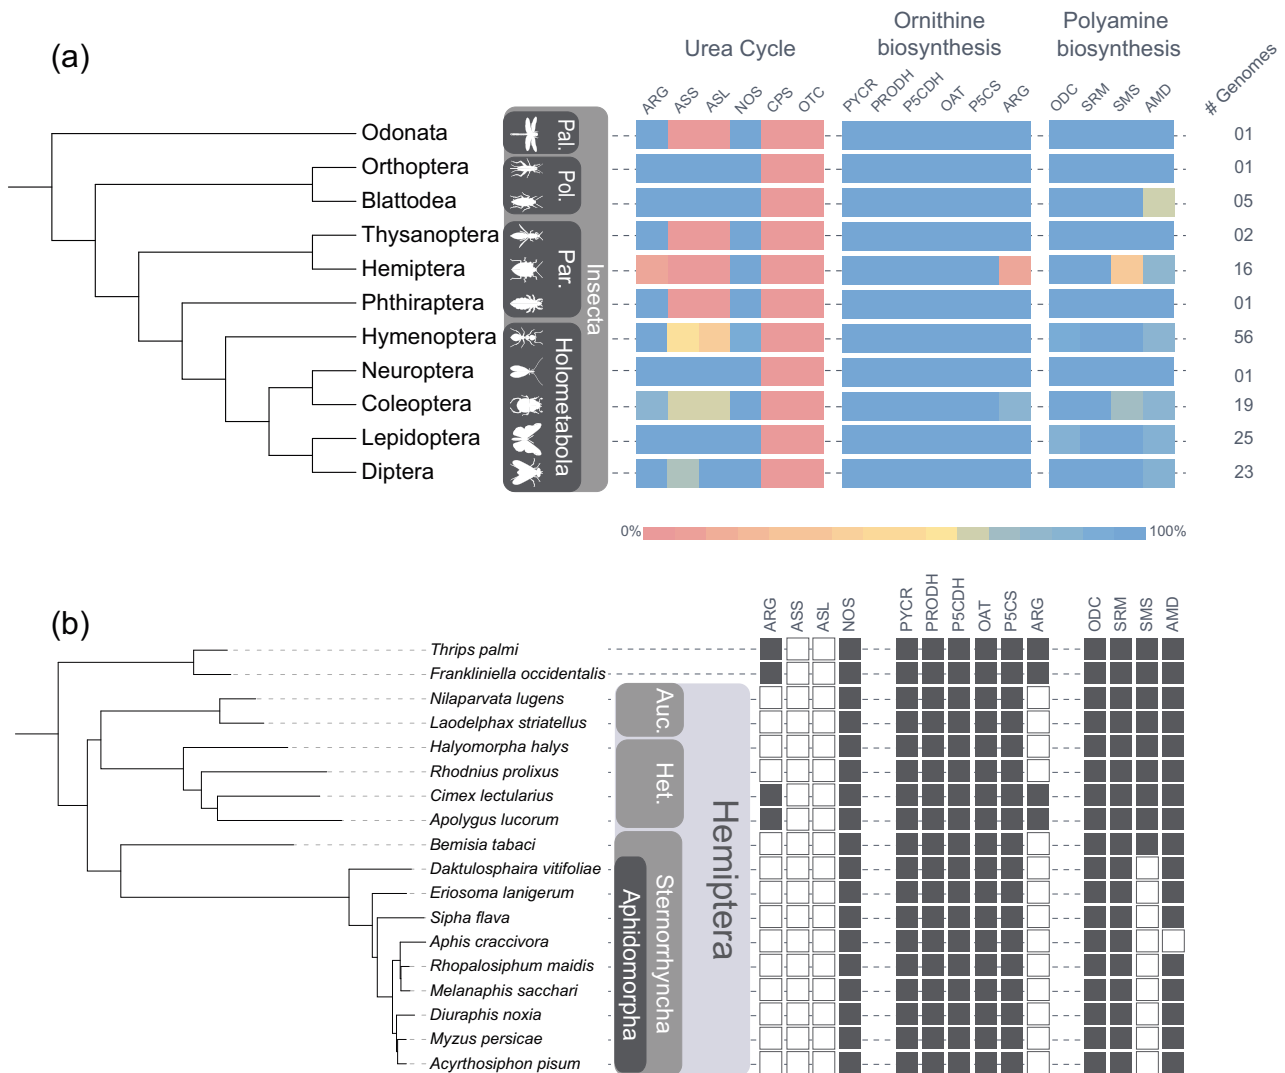 (a)
Urea Cycle
Ornithine
biosynthesis
Polyamine
biosynthesis
ARG ASS ASL NOS CPS OTC
PYCR PRODH P5CDH OAT P5CS ARG
ODC SRM SMS AMD
# Genomes
Odonata
Orthoptera
Blattodea
Thysanoptera
Hemiptera
Phthiraptera
Hymenoptera
Neuroptera
Coleoptera
Lepidoptera
Diptera
Pal.
Pol.
Par.
Holometabola
Insecta
01
01
05
02
16
01
56
01
19
25
23
0%
100%
(b)
ARG ASS ASL NOS
PYCR PRODH P5CDH OAT P5CS ARG
ODC SRM SMS AMD
Thrips palmi
Frankliniella occidentalis
Nilaparvata lugens
Laodelphax striatellus
Halyomorpha halys
Rhodnius prolixus
Cimex lectularius
Apolygus lucorum
Bemisia tabaci
Daktulosphaira vitifoliae
Eriosoma lanigerum
Sipha flava
Aphis craccivora
Rhopalosiphum maidis
Melanaphis sacchari
Diuraphis noxia
Myzus persicae
Acyrthosiphon pisum
Auc.
Het.
Sternorrhyncha
Aphidomorpha
Hemiptera